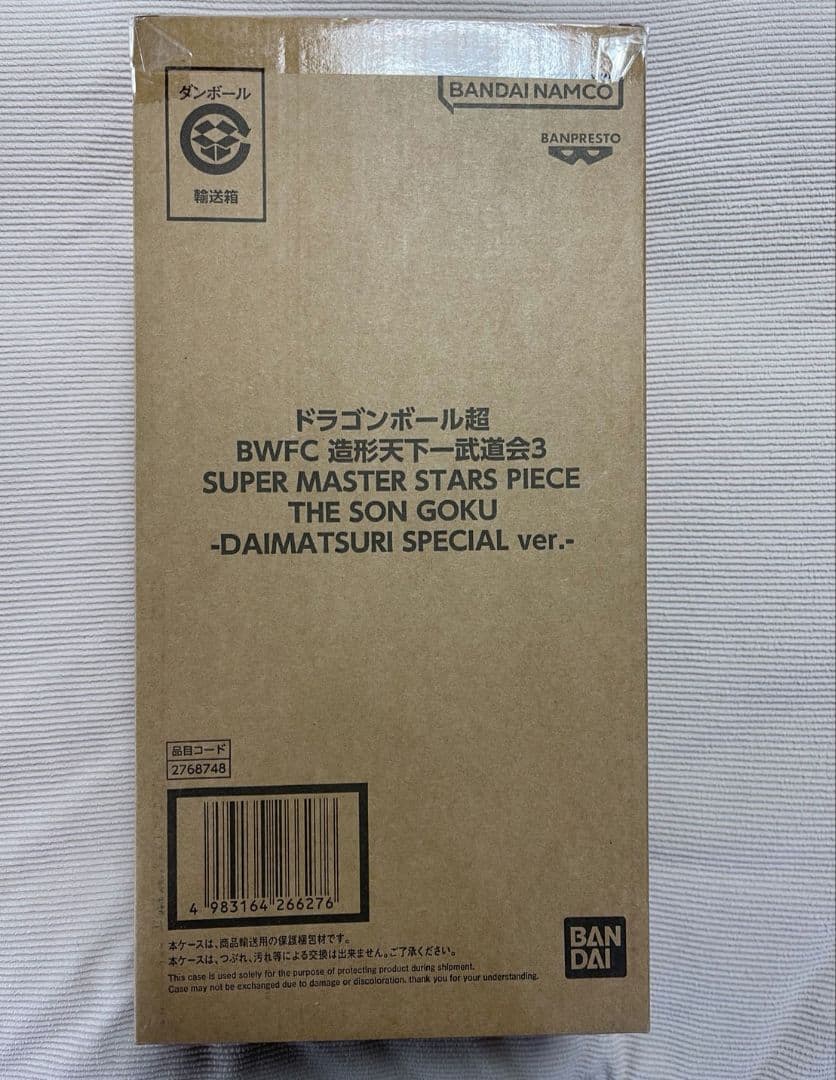 ダンボール
輸送箱
BANDAI NAMCO
BANPRESTO
ドラゴンボール超
BWFC 造形天下一武道会3
SUPER MASTER STARS PIECE
THE SON GOKU
-DAIMATSURI SPECIAL ver.-
品目コード
2768748
4 983164 266276
本ケースは、商品輸送用の保護梱包材です。
本ケースは、つぶれ、汚れ等による交換は出来ません。ご了承ください。
This case is used solely for the purpose of protecting product during shipment.
Case may not be exchanged due to damage or discoloration. thank you for your understanding.
BAN
DAI